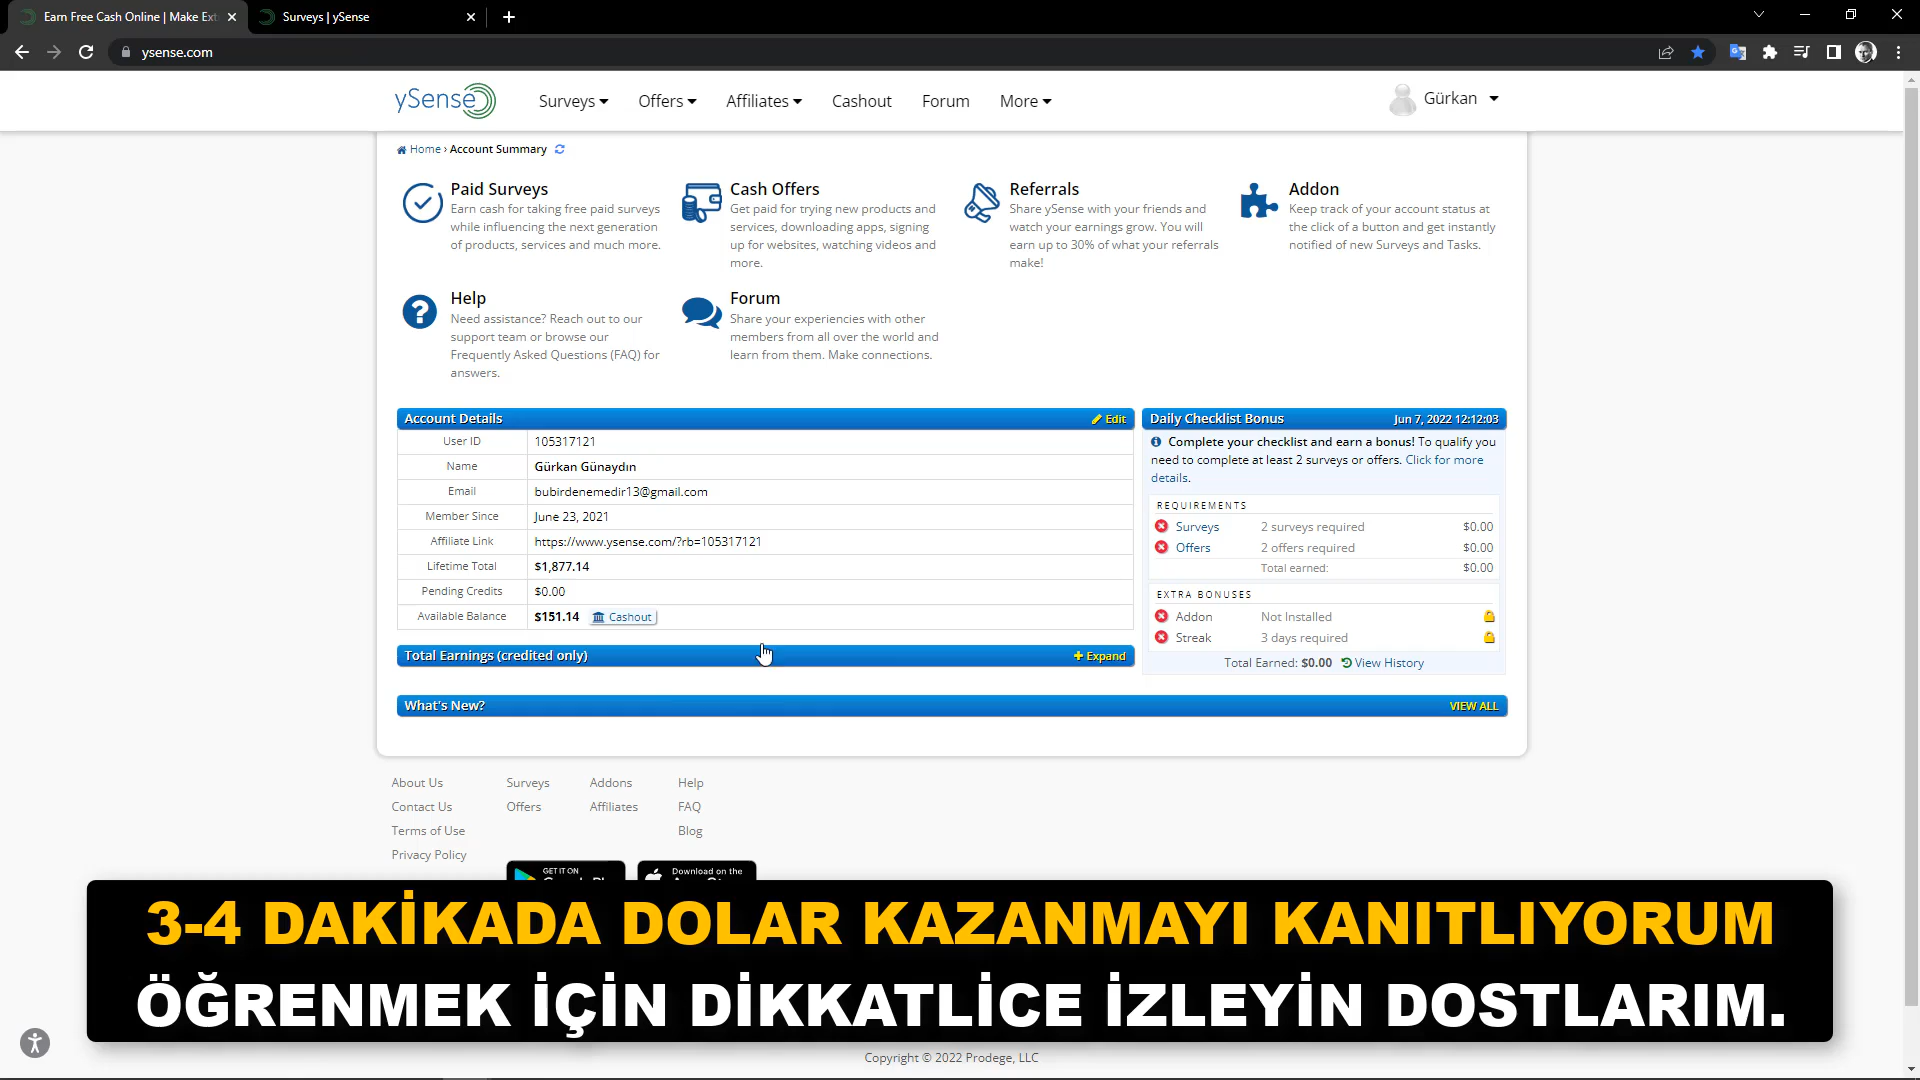 Earn Free Cash Online | Make Ext
Surveys | ySense
ysense.com
ySense
Surveys
Offers
Affiliates
Cashout
Forum
More
Gürkan
Home › Account Summary
Paid Surveys
Earn cash for taking free paid surveys
while influencing the next generation
of products, services and much more.
Cash Offers
Get paid for trying new products and
services, downloading apps, signing
up for websites, watching videos and
more.
Referrals
Share ySense with your friends and
watch your earnings grow. You will
earn up to 30% of what your referrals
make!
Addon
Keep track of your account status at
the click of a button and get instantly
notified of new Surveys and Tasks.
Help
Need assistance? Reach out to our
support team or browse our
Frequently Asked Questions (FAQ) for
answers.
Forum
Share your experiences with other
members from all over the world and
learn from them. Make connections.
Account Details
Edit
User ID 105317121
Name Gürkan Günaydın
Email bubirdenemedir13@gmail.com
Member Since June 23, 2021
Affiliate Link https://www.ysense.com/?rb=105317121
Lifetime Total $1,877.14
Pending Credits $0.00
Available Balance $151.14 Cashout
Total Earnings (credited only)
+ Expand
Daily Checklist Bonus Jun 7, 2022 12:12:03
Complete your checklist and earn a bonus! To qualify you
need to complete at least 2 surveys or offers. Click for more
details.
REQUIREMENTS
Surveys 2 surveys required $0.00
Offers 2 offers required $0.00
Total earned: $0.00
EXTRA BONUSES
Addon Not Installed
Streak 3 days required
Total Earned: $0.00 View History
What's New?
VIEW ALL
About Us
Contact Us
Terms of Use
Privacy Policy
Surveys
Offers
Addons
Affiliates
Help
FAQ
Blog
GET IT ON
Download on the
3-4 DAKİKADA DOLAR KAZANMAYI KANITLIYORUM
ÖĞRENMEK İÇİN DİKKATLİCE İZLEYİN DOSTLARIM.
Copyright © 2022 Prodege, LLC